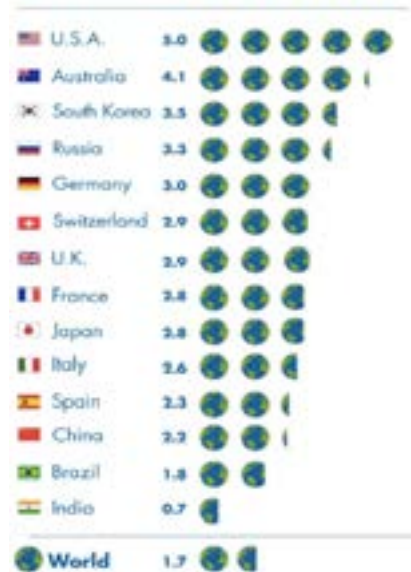 U.S.A. 5.0
Australia 4.1
South Korea 3.5
Russia 3.3
Germany 3.0
Switzerland 2.9
U.K. 2.9
France 2.8
Japan 2.8
Italy 2.6
Spain 2.3
China 2.2
Brazil 1.8
India 0.7
World 1.7